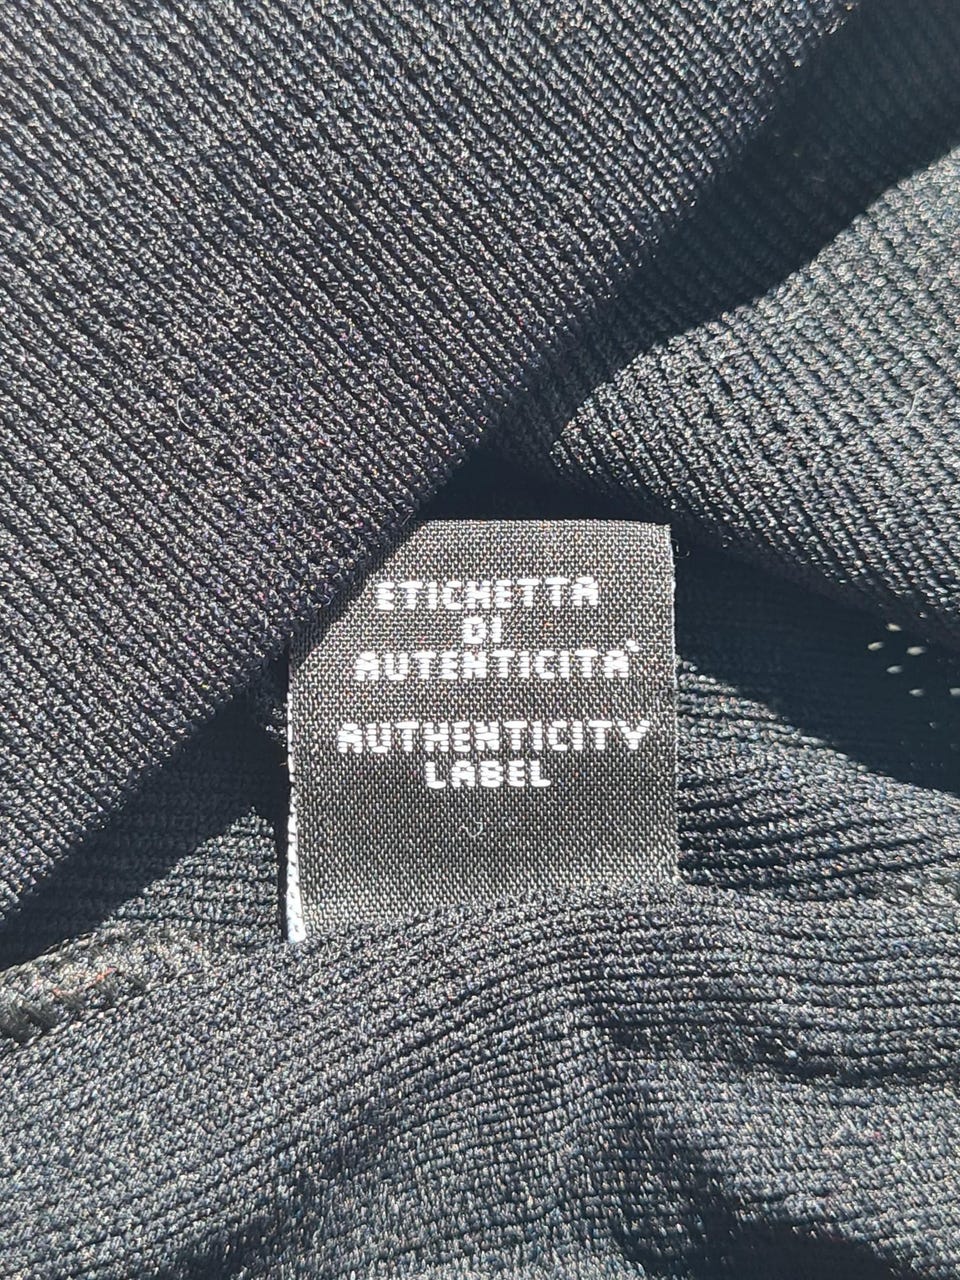 ETICHETTA
DI
AUTENTICITA`
AUTHENTICITY
LABEL